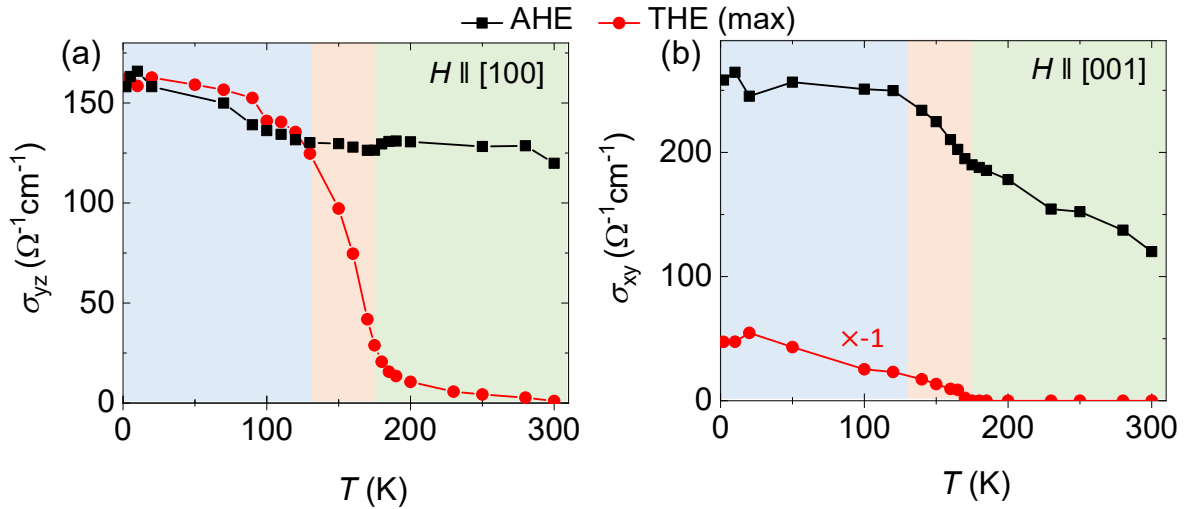 AHE THE (max)
(a)
H ∥ [100]
150
100
50
0
σyz (Ω⁻¹cm⁻¹)
0 100 200 300
T (K)
(b)
H ∥ [001]
200
100
0
σxy (Ω⁻¹cm⁻¹)
×-1
0 100 200 300
T (K)